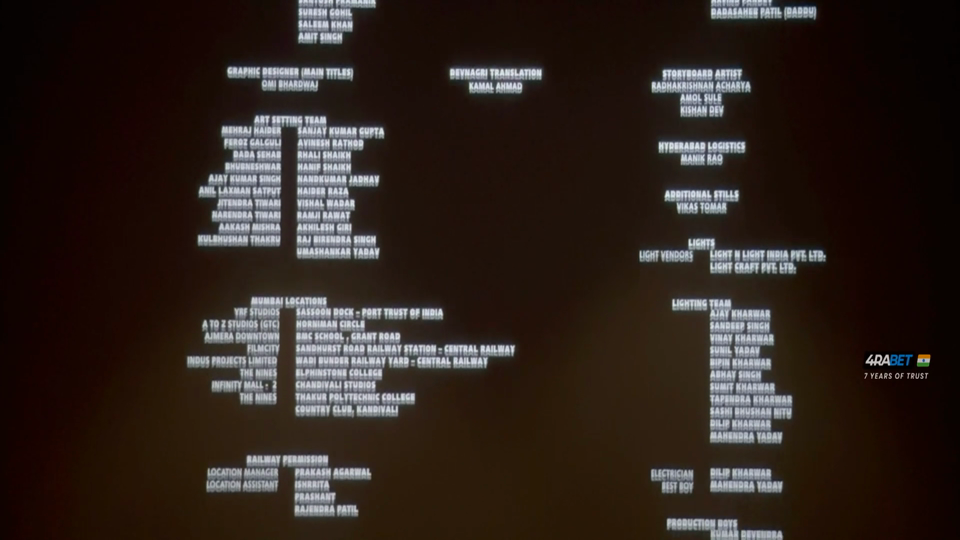 SURESH GOHIL
SALEEM KHAN
AMIT SINGH
DADASAHEB PATIL (DADDU)
GRAPHIC DESIGNER (MAIN TITLES)
OMI BHARDWAJ
DEVNAGRI TRANSLATION
KAMAL AHMAD
STORYBOARD ARTIST
RADHAKRISHNAN ACHARYA
AMOL SULE
KISHAN DEV
ART SETTING TEAM
MEHRAJ HAIDER SANJAY KUMAR GUPTA
FEROZ GALGULI AVINESH RATHOD
DADA SEHAB BHALI SHAIKH
BHUBNESHWAR HANIF SHAIKH
AJAY KUMAR SINGH NANDKUMAR JADHAV
ANIL LAXMAN SATPUT HAIDER RAZA
JITENDRA TIWARI VISHAL WADAR
NARENDRA TIWARI RAMJI RAWAT
AAKASH MISHRA AKHILESH GIRI
KULBHUSHAN THAKRU RAJ BIRENDRA SINGH
UMASHANKAR YADAV
HYDERABAD LOGISTICS
MANIK RAO
ADDITIONAL STILLS
VIKAS TOMAR
LIGHTS
LIGHT VENDORS LIGHT N LIGHT INDIA PVT. LTD.
LIGHT CRAFT PVT. LTD.
MUMBAI LOCATIONS
YRF STUDIOS SASSOON DOCK - PORT TRUST OF INDIA
A TO Z STUDIOS (GTC) HORNIMAN CIRCLE
AJMERA DOWNTOWN BMC SCHOOL, GRANT ROAD
FILMCITY SANDHURST ROAD RAILWAY STATION - CENTRAL RAILWAY
INDUS PROJECTS LIMITED WADI BUNDER RAILWAY YARD - CENTRAL RAILWAY
THE NINES ELPHINSTONE COLLEGE
INFINITY MALL - 2 CHANDIVALI STUDIOS
THE NINES THAKUR POLYTECHNIC COLLEGE
COUNTRY CLUB, KANDIVALI
LIGHTING TEAM
AJAY KHARWAR
SANDEEP SINGH
VINAY KHARWAR
SUNIL YADAV
BIPIN KHARWAR
ABHAY SINGH
SUMIT KHARWAR
TAPENDRA KHARWAR
SASHI BHUSHAN NITU
DILIP KHARWAR
MAHENDRA YADAV
4RABET
7 YEARS OF TRUST
RAILWAY PERMISSION
LOCATION MANAGER PRAKASH AGARWAL
LOCATION ASSISTANT ISHRRITA
PRASHANT
RAJENDRA PATIL
ELECTRICIAN DILIP KHARWAR
BEST BOY MAHENDRA YADAV
PRODUCTION BOYS
KUMAR DEVENDRA